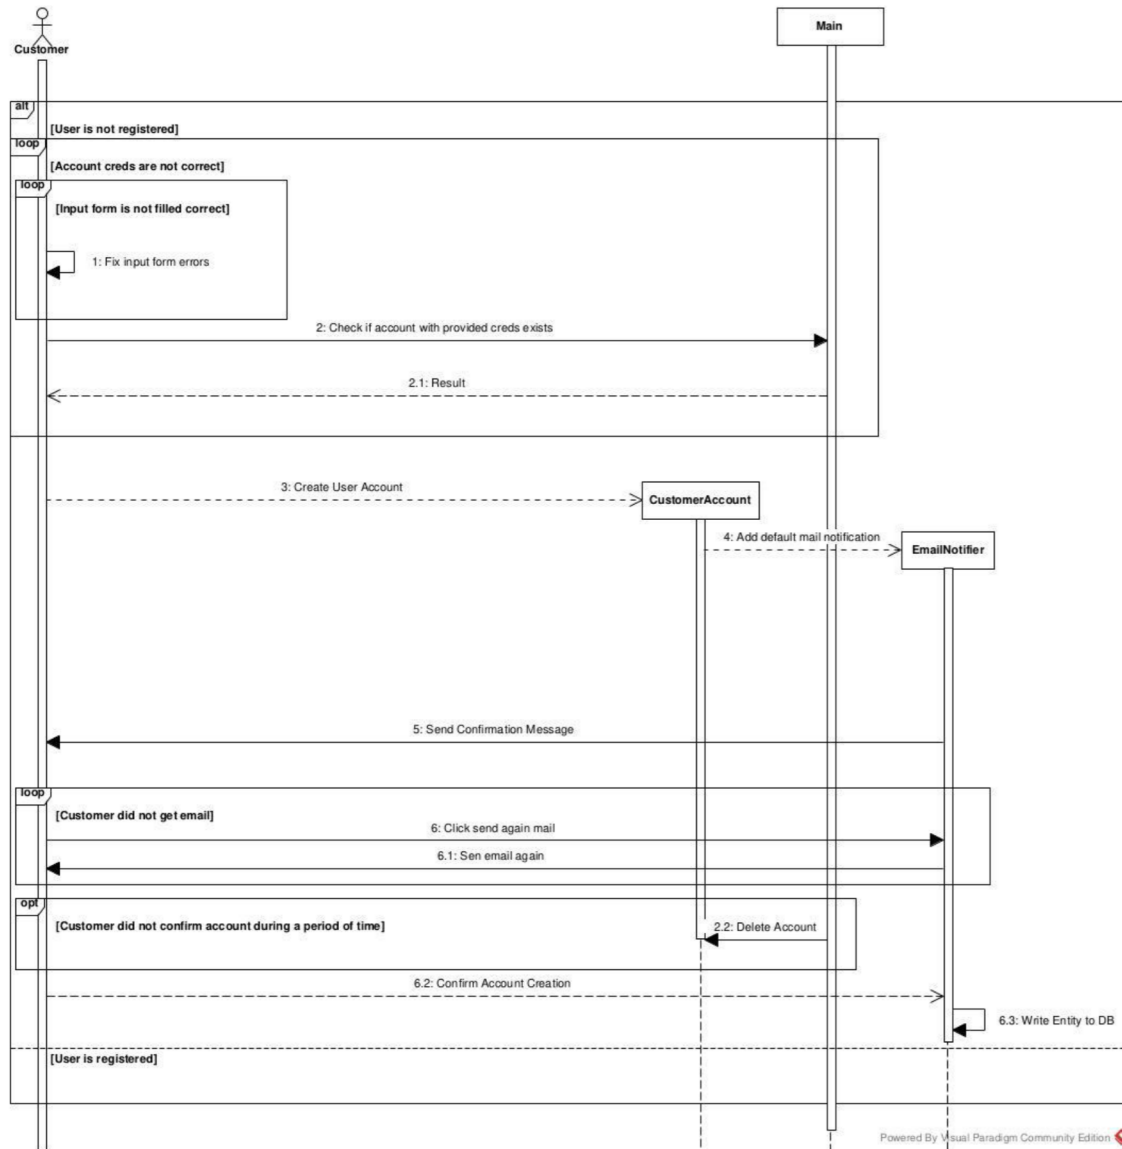 Main
Customer
alt
[User is not registered]
loop
[Account creds are not correct]
loop
[Input form is not filled correct]
1: Fix input form errors
2: Check if account with provided creds exists
2.1: Result
3: Create User Account
CustomerAccount
4: Add default mail notification
EmailNotifier
5: Send Confirmation Message
loop
[Customer did not get email]
6: Click send again mail
6.1: Sen email again
opt
[Customer did not confirm account during a period of time]
2.2: Delete Account
6.2: Confirm Account Creation
6.3: Write Entity to DB
[User is registered]
Powered By Visual Paradigm Community Edition